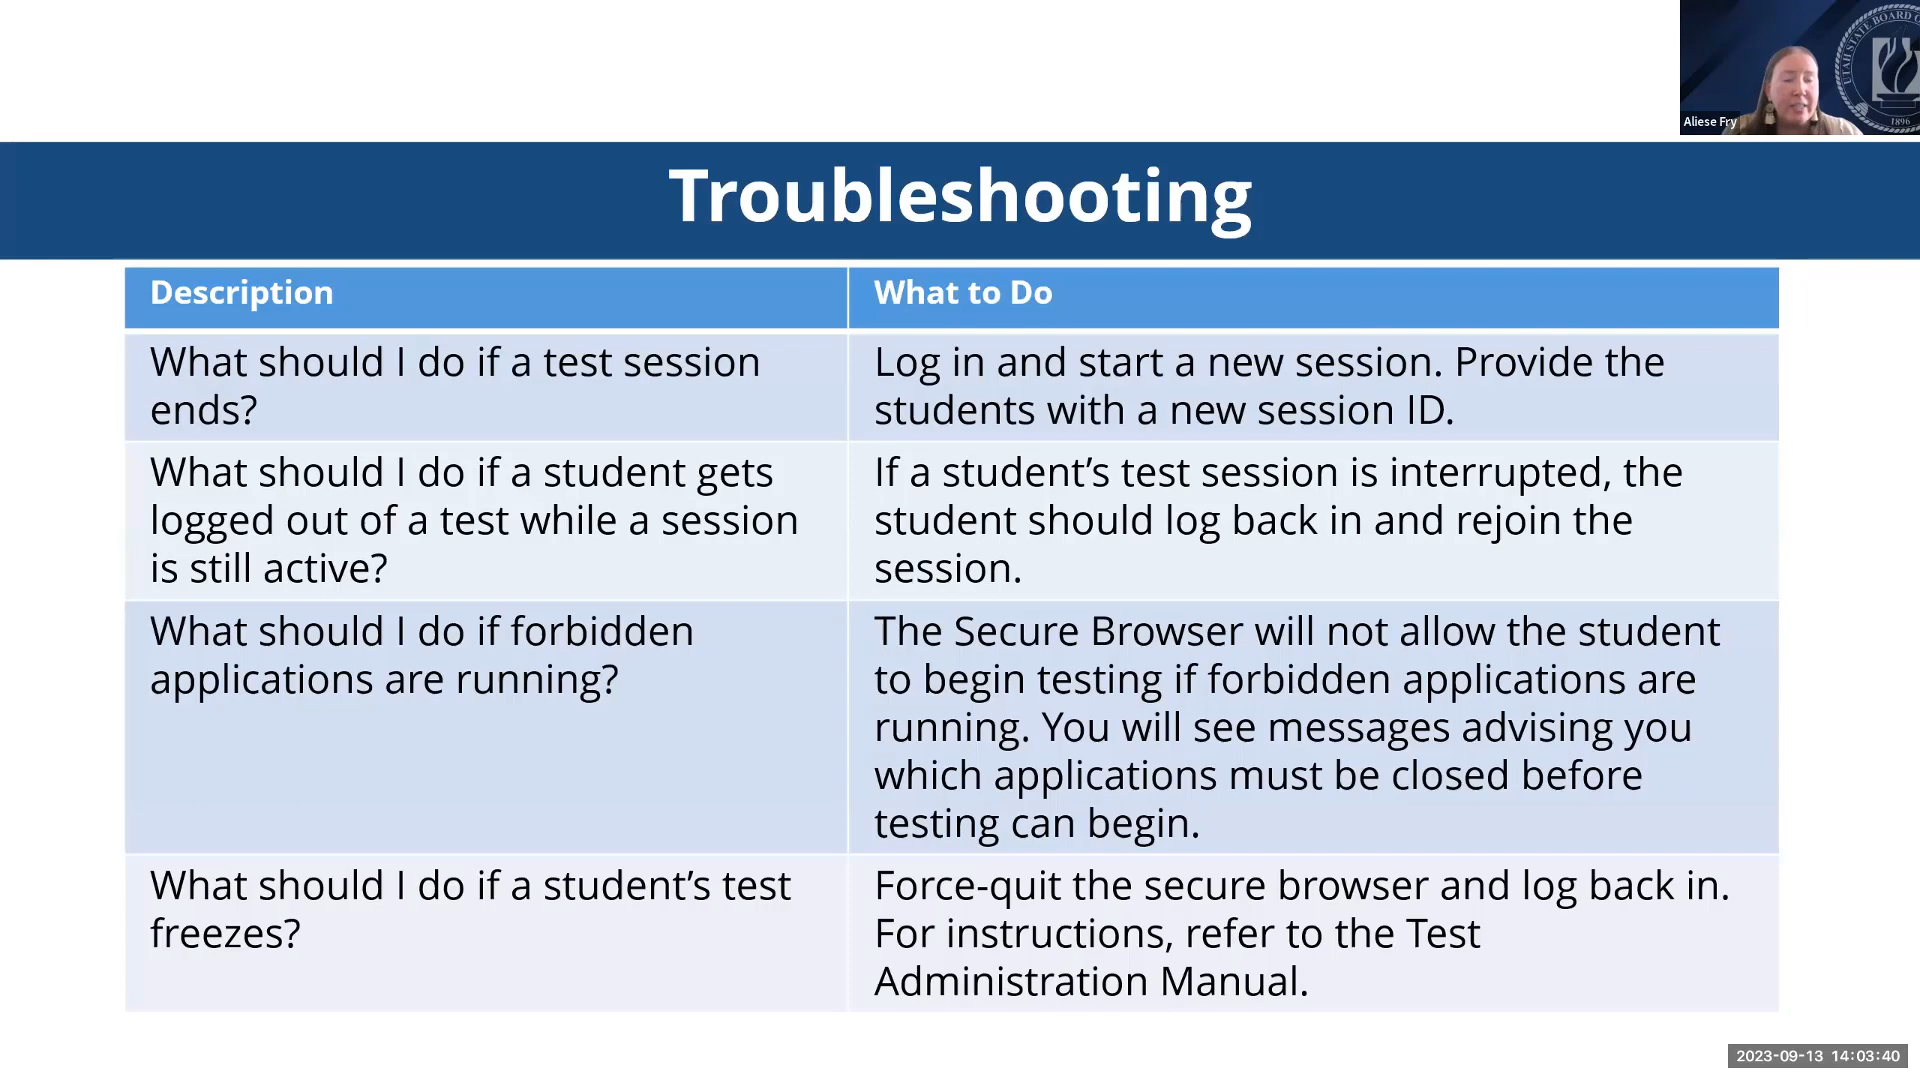 UTAH STATE BOARD O
1896
Aliese Fry
Troubleshooting
Description
What to Do
What should I do if a test session
ends?
Log in and start a new session. Provide the
students with a new session ID.
What should I do if a student gets
logged out of a test while a session
is still active?
If a student’s test session is interrupted, the
student should log back in and rejoin the
session.
What should I do if forbidden
applications are running?
The Secure Browser will not allow the student
to begin testing if forbidden applications are
running. You will see messages advising you
which applications must be closed before
testing can begin.
What should I do if a student’s test
freezes?
Force-quit the secure browser and log back in.
For instructions, refer to the Test
Administration Manual.
2023-09-13 14:03:40